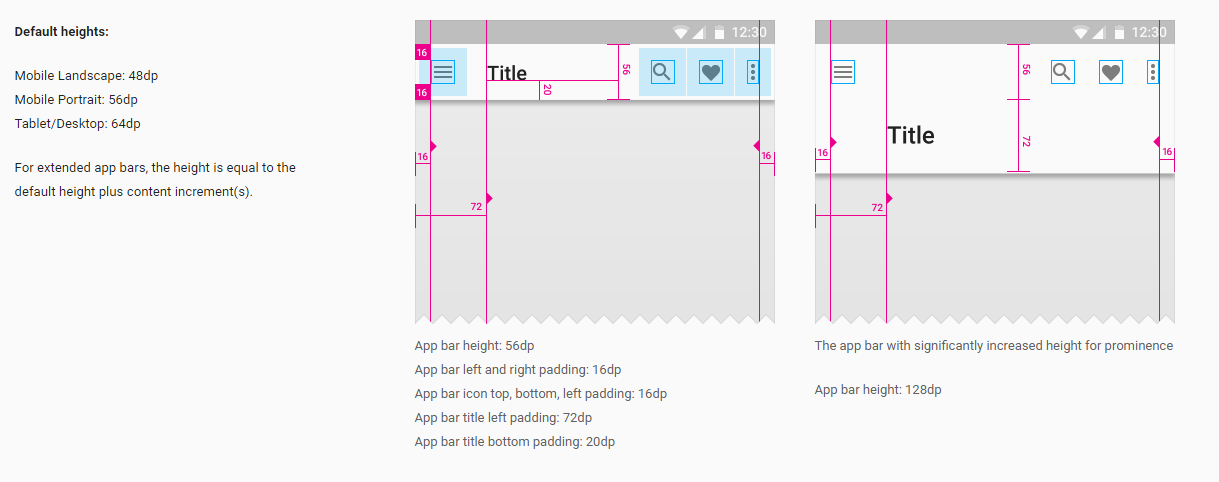 Default heights:
Mobile Landscape: 48dp
Mobile Portrait: 56dp
Tablet/Desktop: 64dp
For extended app bars, the height is equal to the
default height plus content increment(s).
12:30
16
Title
56
16
20
16
16
72
App bar height: 56dp
App bar left and right padding: 16dp
App bar icon top, bottom, left padding: 16dp
App bar title left padding: 72dp
App bar title bottom padding: 20dp
12:30
56
Title
72
16
16
72
The app bar with significantly increased height for prominence
App bar height: 128dp